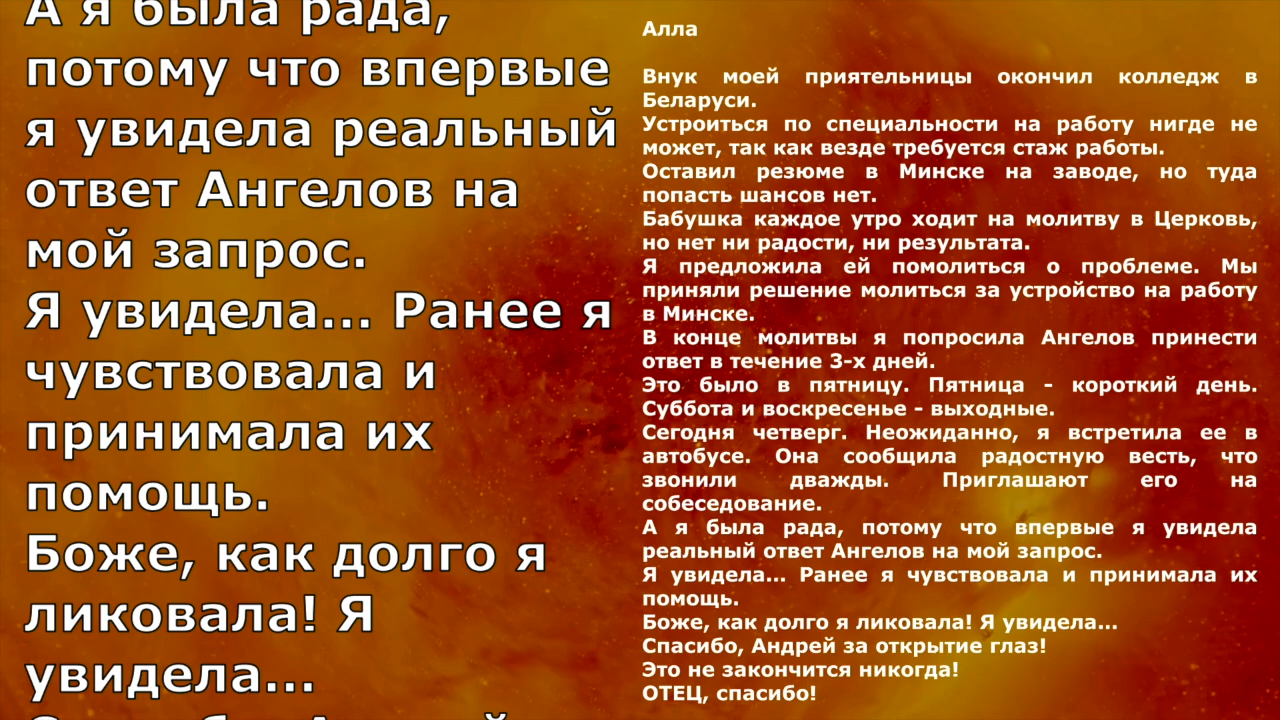 А я была рада,
потому что впервые
я увидела реальный
ответ Ангелов на
мой запрос.
Я увидела... Ранее я
чувствовала и
принимала их
помощь.
Боже, как долго я
ликовала! Я
увидела...
Алла
Внук моей приятельницы окончил колледж в
Беларуси.
Устроиться по специальности на работу нигде не
может, так как везде требуется стаж работы.
Оставил резюме в Минске на заводе, но туда
попасть шансов нет.
Бабушка каждое утро ходит на молитву в Церковь,
но нет ни радости, ни результата.
Я предложила ей помолиться о проблеме. Мы
приняли решение молиться за устройство на работу
в Минске.
В конце молитвы я попросила Ангелов принести
ответ в течение 3-х дней.
Это было в пятницу. Пятница - короткий день.
Суббота и воскресенье - выходные.
Сегодня четверг. Неожиданно, я встретила ее в
автобусе. Она сообщила радостную весть, что
звонили дважды. Приглашают его на
собеседование.
А я была рада, потому что впервые я увидела
реальный ответ Ангелов на мой запрос.
Я увидела... Ранее я чувствовала и принимала их
помощь.
Боже, как долго я ликовала! Я увидела...
Спасибо, Андрей за открытие глаз!
Это не закончится никогда!
ОТЕЦ, спасибо!